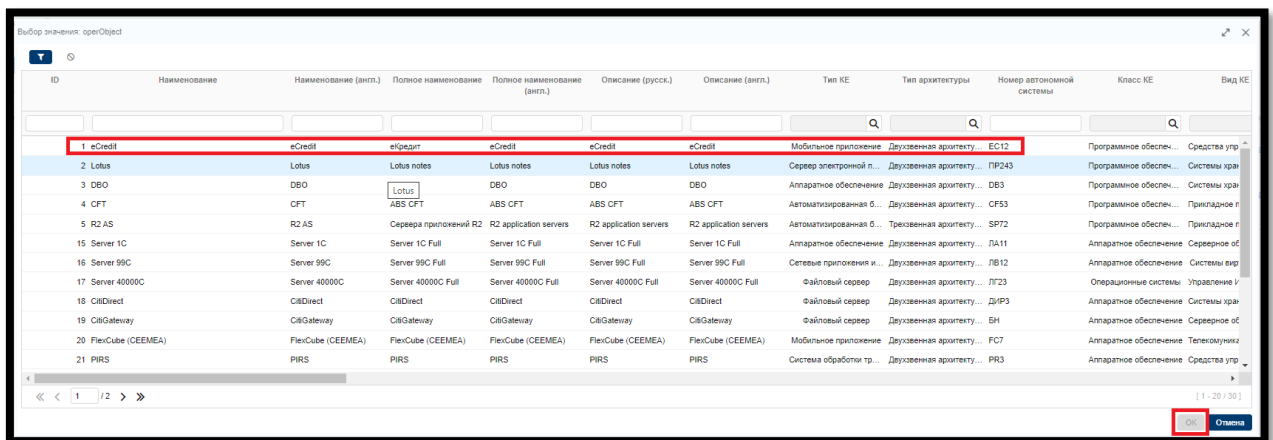 Выбор значения: operObject
ID Наименование Наименование (англ.) Полное наименование Полное наименование (англ.) Описание (русск.) Описание (англ.) Тип КЕ Тип архитектуры Номер автономной системы Класс КЕ Вид КЕ
1 eCredit eCredit eКредит eCredit eCredit eCredit Мобильное приложение Двухзвенная архитекту... EC12 Программное обеспеч... Средства упр
2 Lotus Lotus Lotus notes Lotus notes Lotus notes Lotus notes Сервер электронной п... Двухзвенная архитекту... ПР243 Программное обеспеч... Системы хран
3 DBO DBO DBO DBO DBO Аппаратное обеспечение Двухзвенная архитекту... DB3 Программное обеспеч... Системы хран
Lotus
4 CFT CFT ABS CFT ABS CFT ABS CFT ABS CFT Автоматизированная б... Двухзвенная архитекту... CF53 Программное обеспеч... Прикладное п
5 R2 AS R2 AS Сервера приложений R2 R2 application servers R2 application servers R2 application servers Автоматизированная б... Трехзвенная архитекту... SP72 Программное обеспеч... Прикладное п
15 Server 1C Server 1C Server 1C Full Server 1C Full Server 1C Full Server 1C Full Аппаратное обеспечение Двухзвенная архитекту... ЛА11 Аппаратное обеспечение Серверное об
16 Server 99C Server 99C Server 99C Full Server 99C Full Server 99C Full Server 99C Full Сетевые приложения и... Двухзвенная архитекту... ЛВ12 Аппаратное обеспечение Системы вир
17 Server 40000C Server 40000C Server 40000C Full Server 40000C Full Server 40000C Full Server 40000C Full Файловый сервер Двухзвенная архитекту... ЛГ23 Операционные системы Управление И
18 CitiDirect CitiDirect CitiDirect CitiDirect CitiDirect CitiDirect Файловый сервер Двухзвенная архитекту... ДИР3 Аппаратное обеспечение Системы хран
19 CitiGateway CitiGateway CitiGateway CitiGateway CitiGateway CitiGateway Файловый сервер Двухзвенная архитекту... БН Аппаратное обеспечение Серверное об
20 FlexCube (CEEMEA) FlexCube (CEEMEA) FlexCube (CEEMEA) FlexCube (CEEMEA) FlexCube (CEEMEA) FlexCube (CEEMEA) Мобильное приложение Двухзвенная архитекту... FC7 Аппаратное обеспечение Телекомуника
21 PIRS PIRS PIRS PIRS PIRS PIRS Система обработки тр... Двухзвенная архитекту... PR3 Аппаратное обеспечение Средства упр
1 / 2 [ 1 - 20 / 30 ]
ОК Отмена